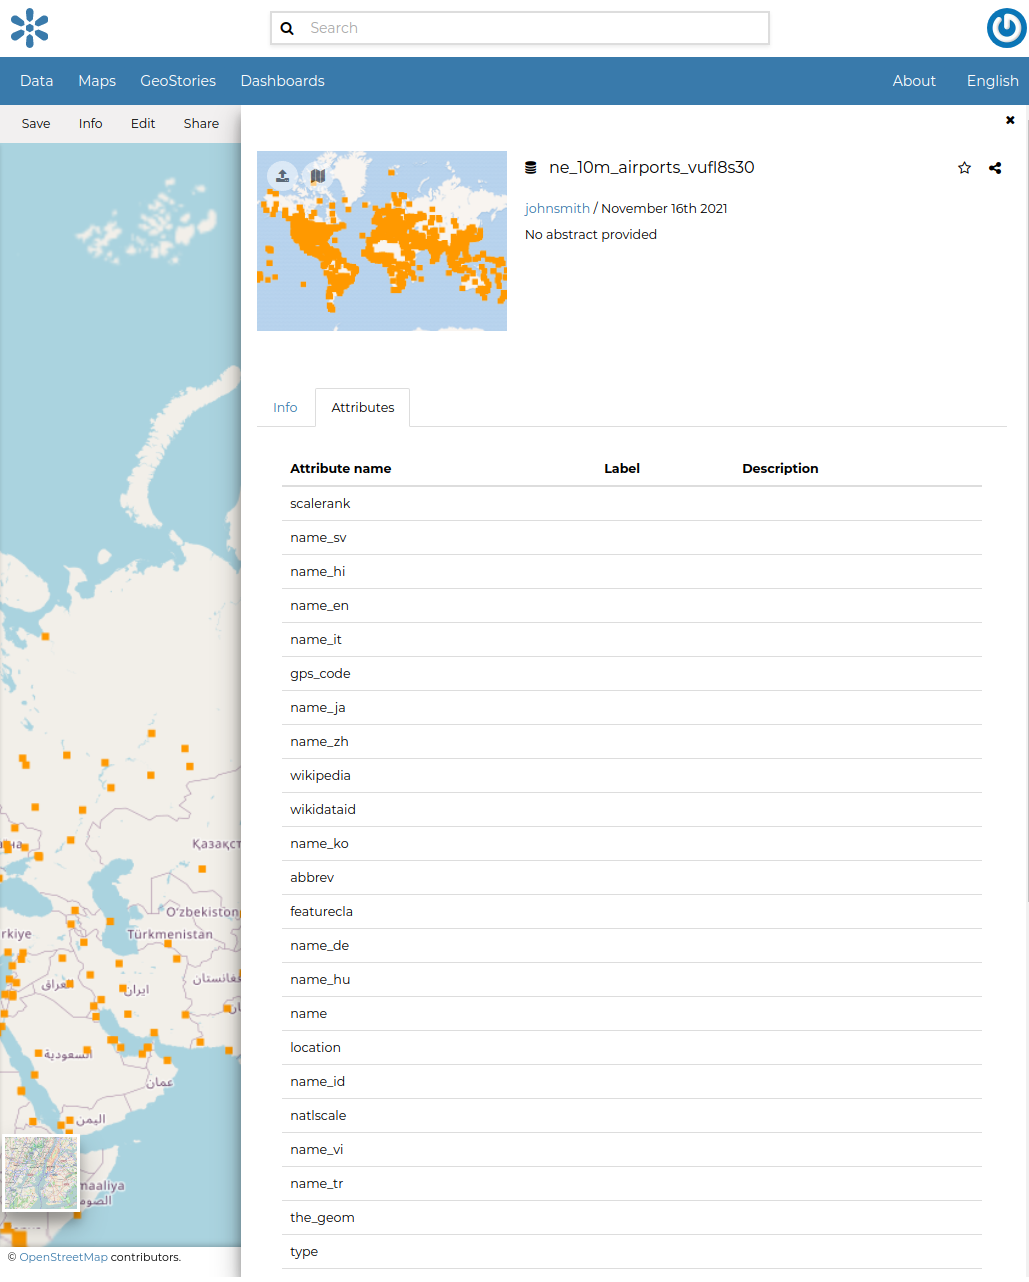 Search
Data Maps GeoStories Dashboards About English
Save Info Edit Share
ne_10m_airports_vufl8s30
johnsmith / November 16th 2021
No abstract provided
Info Attributes
Attribute name Label Description
scalerank
name_sv
name_hi
name_en
name_it
gps_code
name_ja
name_zh
wikipedia
wikidataid
name_ko
abbrev
featurecla
name_de
name_hu
name
location
name_id
natlscale
name_vi
name_tr
the_geom
type
Қазақст
O'zbekiston
rkiye
Türkmenistan
العراق
ایران
السعودية
عمان
اليمن
maaliya
© OpenStreetMap contributors.